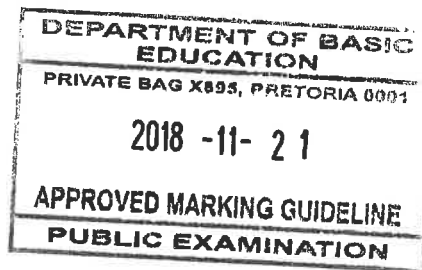 DEPARTMENT OF BASIC
EDUCATION
PRIVATE BAG X895, PRETORIA 0001
2018 -11- 21
APPROVED MARKING GUIDELINE
PUBLIC EXAMINATION